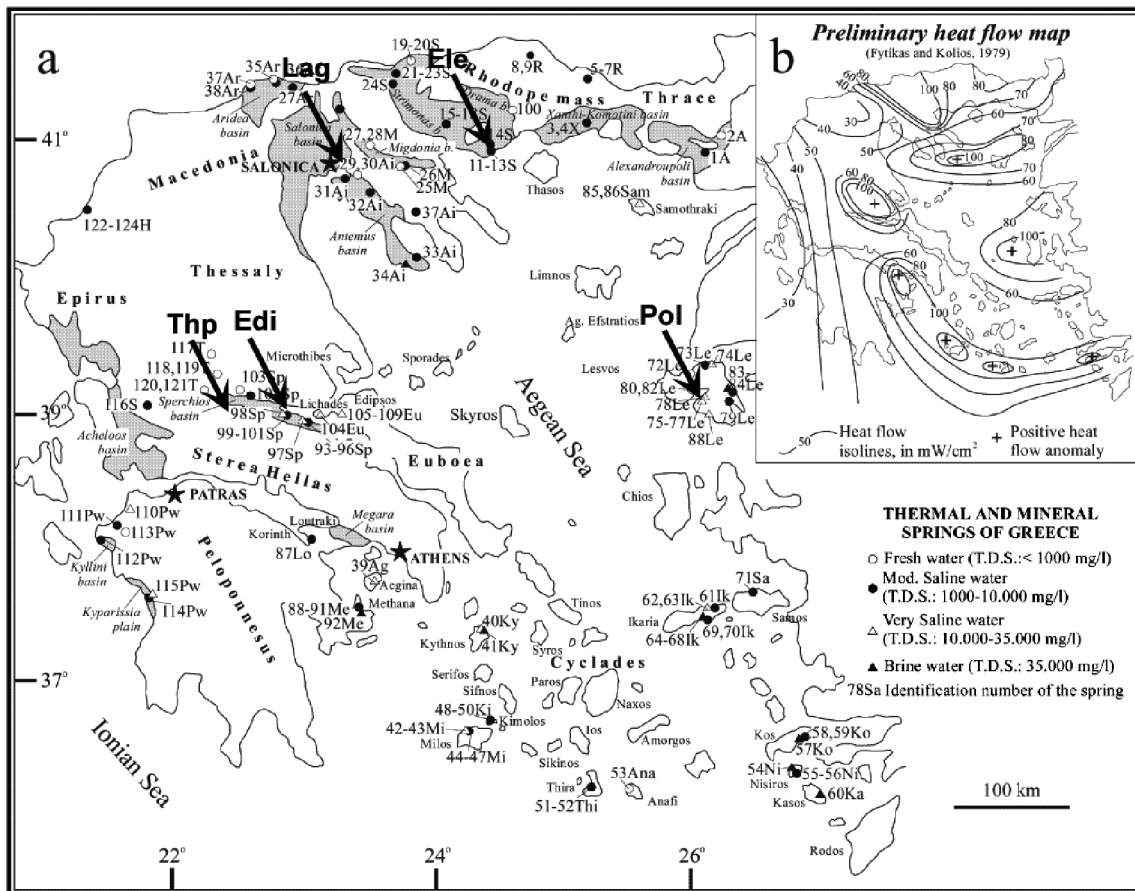 a
Lag
Ele
19-20S
35Ar
37Ar
38Ar
27Ar
24S
21-23S
8,9R
5-7R
Rhodope mass
Thrace
Drama b.
100
Strimonas b.
14S
11-13S
3,4X
Xanthi-Komotini basin
2A
1A
Alexandroupoli basin
Aridea basin
41°
Macedonia
SALONICA
27,28M
Migdonia b.
29,30Ai
31Ai
32Ai
26M
25M
37Ai
33Ai
34Ai
Antemus basin
Thasos
85,86Sam
Samothraki
122-124H
Thessaly
Epirus
Limnos
Ag. Efstratios
Thp
Edi
Pol
117T
118,119T
120,121T
Microthibes
Sporades
Lesvos
73Le
74Le
72Le
83-
84Le
80,82Le
78Le
75-77Le
79Le
88Le
116S
Sperchios basin
98Sp
99-101Sp
97Sp
Lichades
Edipsos
105-109Eu
104Eu
93-96Sp
39°
Acheloos basin
Skyros
Aegean Sea
Sterea Hellas
Euboea
Chios
PATRAS
111Pw
110Pw
113Pw
112Pw
Kyllini basin
115Pw
114Pw
Kyparissia plain
Peloponnesus
Loutraki
Korinth
87Lo
Megara basin
ATHENS
39Ag
Aegina
88-91Me
92Me
Methana
Tinos
71Sa
Samos
62,63Ik
61Ik
Ikaria
64-68Ik
69,70Ik
40Ky
Kythnos
41Ky
Syros
Cyclades
Serifos
Sifnos
Paros
Naxos
37°
48-50Ki
Kimolos
42-43Mi
Milos
44-47Mi
Ios
Sikinos
Amorgos
Thira
51-52Thi
53Ana
Anafi
Kos
58,59Ko
57Ko
54Ni
55-56Ni
Nisiros
60Ka
Kasos
Rodos
Ionian Sea
22°
24°
26°
100 km
b
Preliminary heat flow map
(Fytikas and Kolios, 1979)
50 Heat flow isolines, in mW/cm²
+ Positive heat flow anomaly
THERMAL AND MINERAL
SPRINGS OF GREECE
Fresh water (T.D.S.:< 1000 mg/l)
Mod. Saline water
(T.D.S.: 1000-10.000 mg/l)
Very Saline water
(T.D.S.: 10.000-35.000 mg/l)
Brine water (T.D.S.: 35.000 mg/l)
78Sa Identification number of the spring